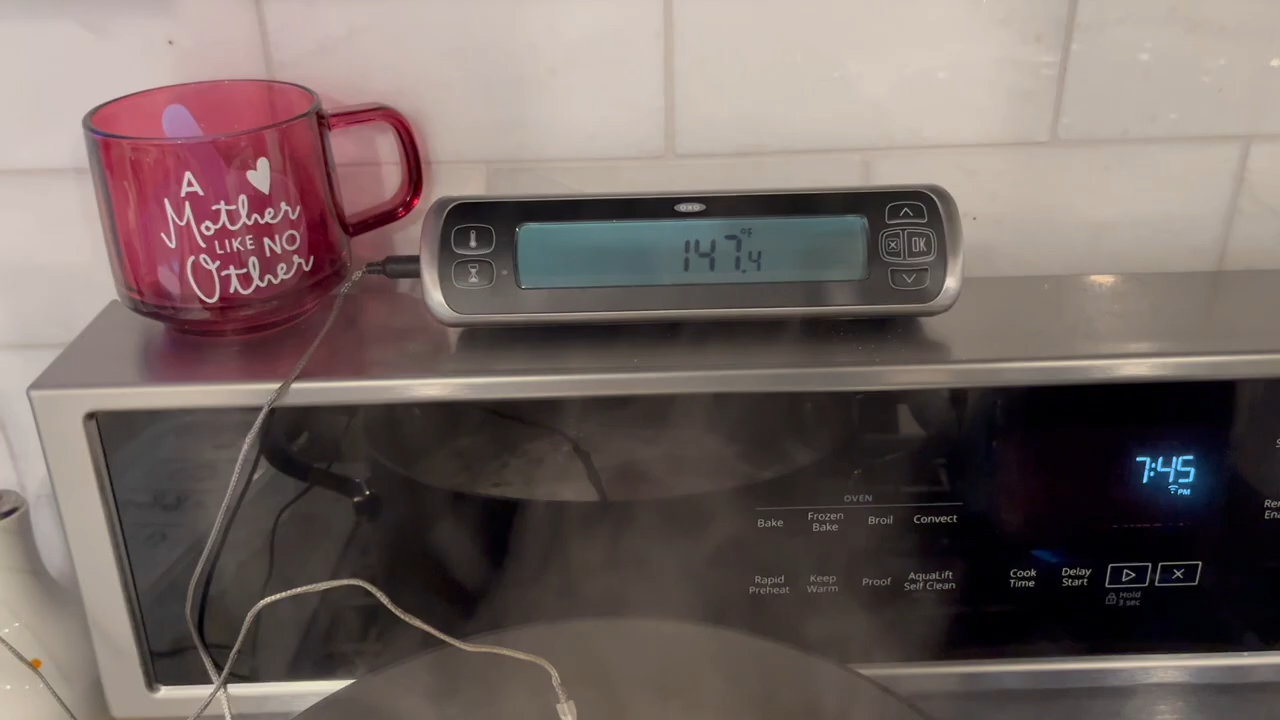 A
Mother
LIKE NO
Other
OXO
147.4 °F
OK
7:45
PM
OVEN
Bake
Frozen
Bake
Broil
Convect
Rapid
Preheat
Keep
Warm
Proof
AquaLift
Self Clean
Cook
Time
Delay
Start
Hold
3 sec